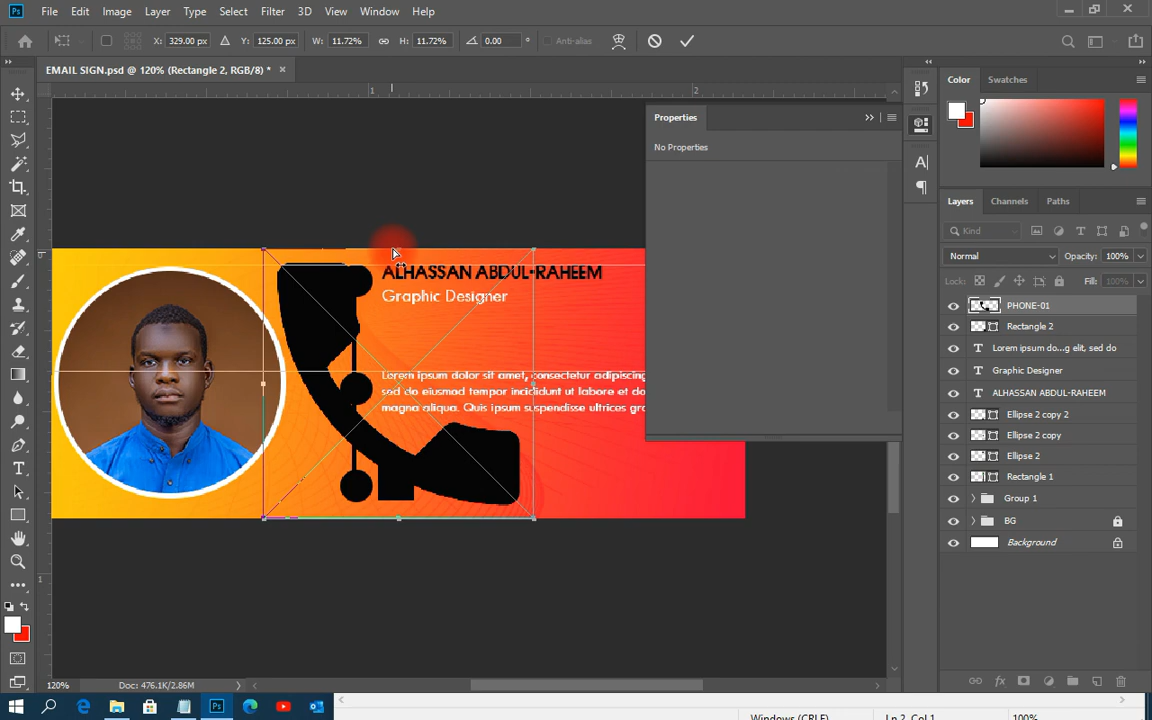 Ps File Edit Image Layer Type Select Filter 3D View Window Help
X: 329.00 px Y: 125.00 px W: 11.72% H: 11.72% 0.00 ° Anti-alias
EMAIL SIGN.psd @ 120% (Rectangle 2, RGB/8) *
1 2
0
1
ALHASSAN ABDUL-RAHEEM
Graphic Designer
Lorem ipsum dolor sit amet, consectetur adipiscing
sed do eiusmod tempor incididunt ut labore et do
magna aliqua. Quis ipsum suspendisse ultrices gra
Properties
No Properties
Color Swatches
Layers Channels Paths
Kind
Normal Opacity: 100%
Lock: Fill: 100%
PHONE-01
Rectangle 2
Lorem ipsum do...g elit, sed do
Graphic Designer
ALHASSAN ABDUL-RAHEEM
Ellipse 2 copy 2
Ellipse 2 copy
Ellipse 2
Rectangle 1
Group 1
BG
Background
120% Doc: 476.1K/2.86M
Windows (CRLF) Ln 2, Col 1 100%